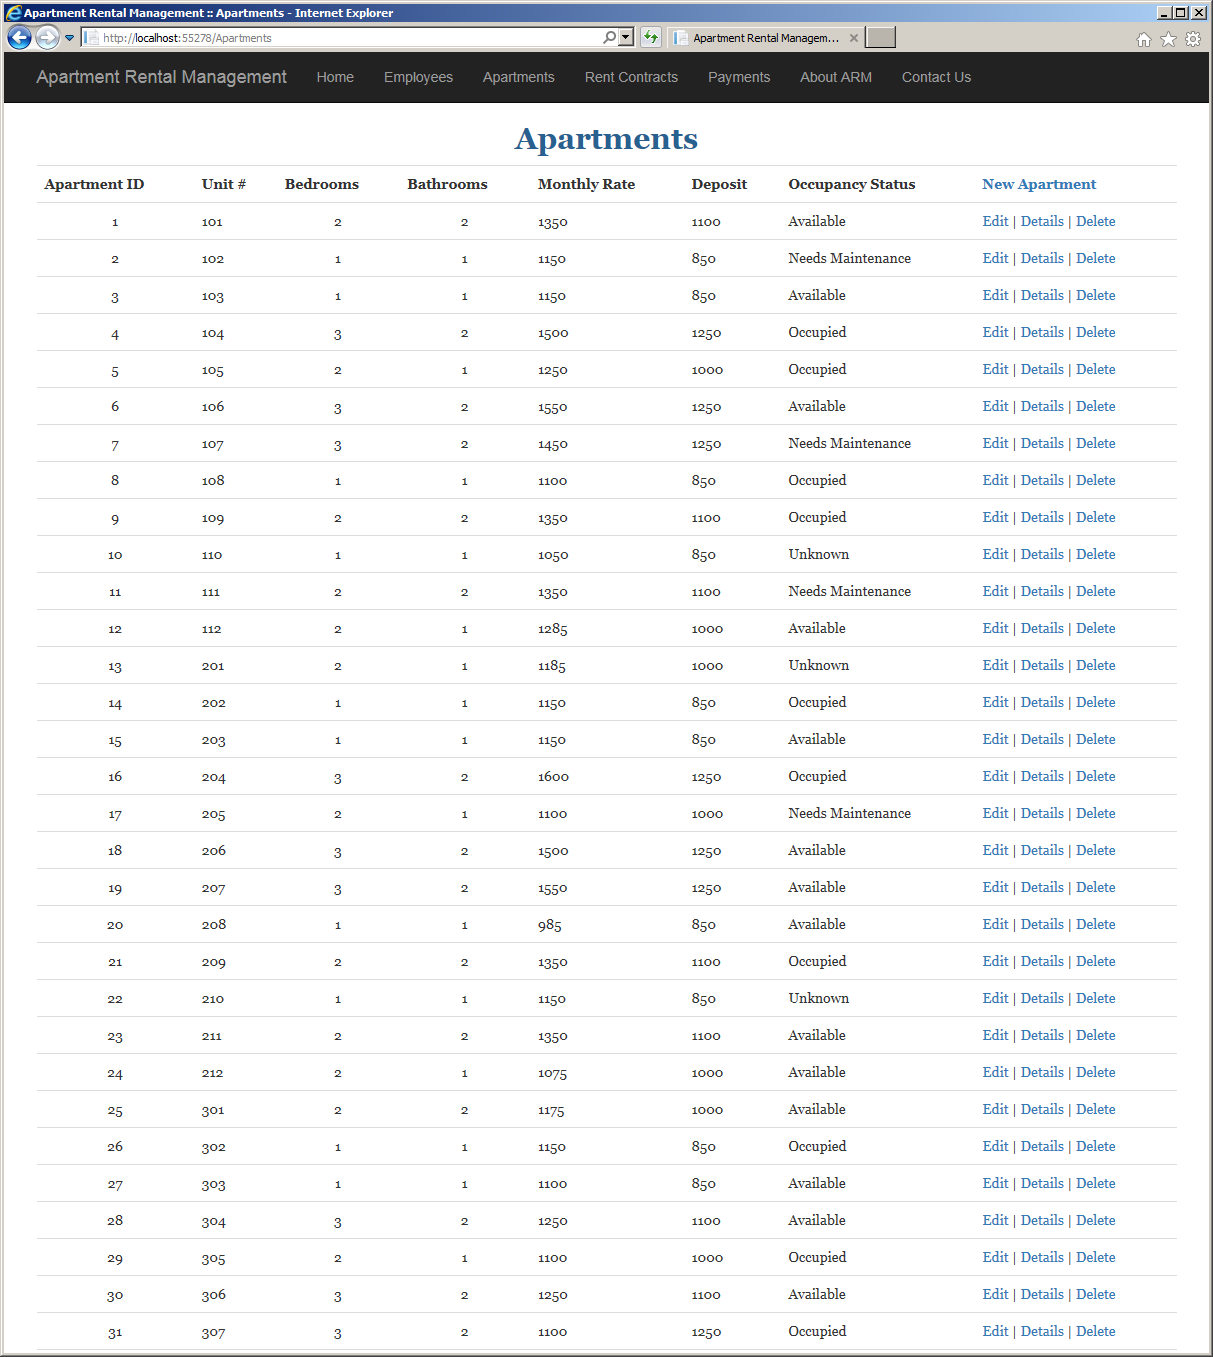 Apartment Rental Management :: Apartments - Internet Explorer
http://localhost:55278/Apartments
Apartment Rental Managem...
Apartment Rental Management Home Employees Apartments Rent Contracts Payments About ARM Contact Us
Apartments
Apartment ID Unit # Bedrooms Bathrooms Monthly Rate Deposit Occupancy Status New Apartment
1 101 2 2 1350 1100 Available Edit | Details | Delete
2 102 1 1 1150 850 Needs Maintenance Edit | Details | Delete
3 103 1 1 1150 850 Available Edit | Details | Delete
4 104 3 2 1500 1250 Occupied Edit | Details | Delete
5 105 2 1 1250 1000 Occupied Edit | Details | Delete
6 106 3 2 1550 1250 Available Edit | Details | Delete
7 107 3 2 1450 1250 Needs Maintenance Edit | Details | Delete
8 108 1 1 1100 850 Occupied Edit | Details | Delete
9 109 2 2 1350 1100 Occupied Edit | Details | Delete
10 110 1 1 1050 850 Unknown Edit | Details | Delete
11 111 2 2 1350 1100 Needs Maintenance Edit | Details | Delete
12 112 2 1 1285 1000 Available Edit | Details | Delete
13 201 2 1 1185 1000 Unknown Edit | Details | Delete
14 202 1 1 1150 850 Occupied Edit | Details | Delete
15 203 1 1 1150 850 Available Edit | Details | Delete
16 204 3 2 1600 1250 Occupied Edit | Details | Delete
17 205 2 1 1100 1000 Needs Maintenance Edit | Details | Delete
18 206 3 2 1500 1250 Available Edit | Details | Delete
19 207 3 2 1550 1250 Available Edit | Details | Delete
20 208 1 1 985 850 Available Edit | Details | Delete
21 209 2 2 1350 1100 Occupied Edit | Details | Delete
22 210 1 1 1150 850 Unknown Edit | Details | Delete
23 211 2 2 1350 1100 Available Edit | Details | Delete
24 212 2 1 1075 1000 Available Edit | Details | Delete
25 301 2 2 1175 1000 Available Edit | Details | Delete
26 302 1 1 1150 850 Occupied Edit | Details | Delete
27 303 1 1 1100 850 Available Edit | Details | Delete
28 304 3 2 1250 1100 Available Edit | Details | Delete
29 305 2 1 1100 1000 Occupied Edit | Details | Delete
30 306 3 2 1250 1100 Available Edit | Details | Delete
31 307 3 2 1100 1250 Occupied Edit | Details | Delete